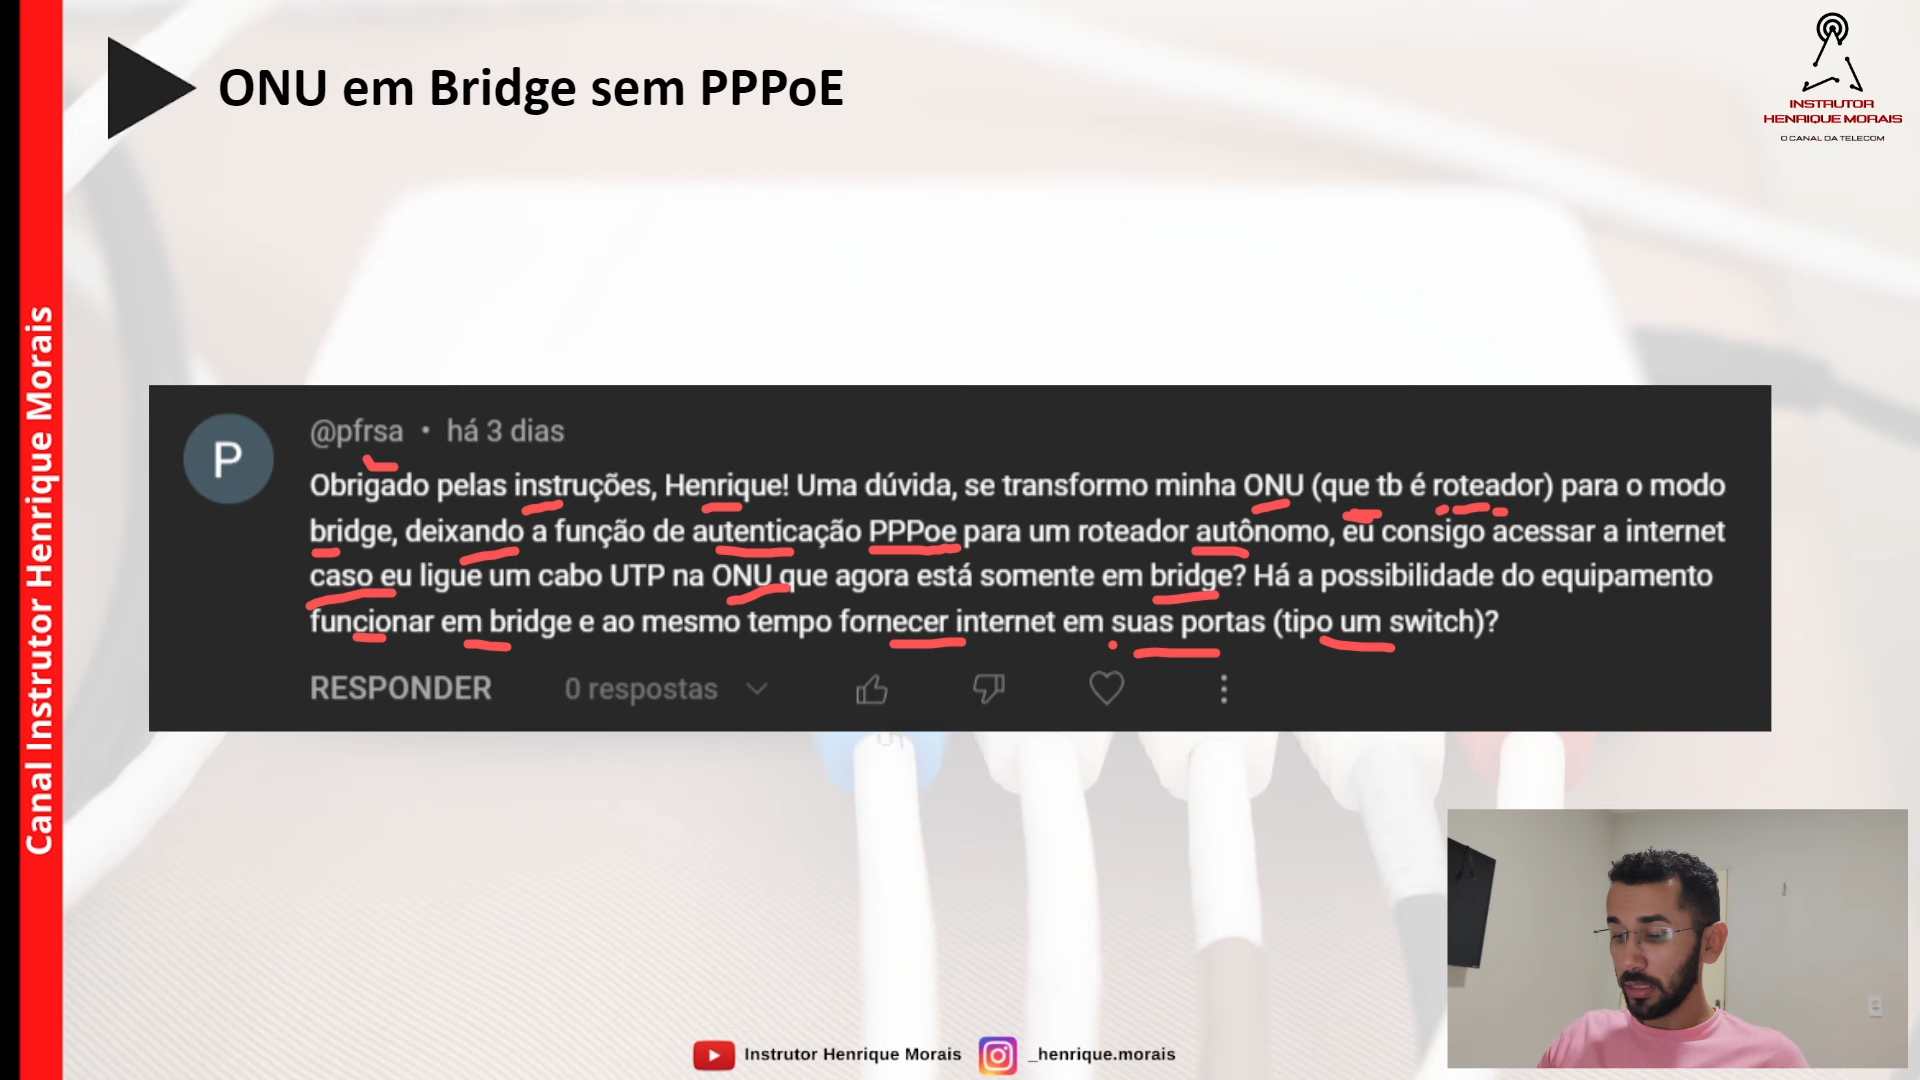 ONU em Bridge sem PPPoE
INSTRUTOR
HENRIQUE MORAIS
O CANAL DA TELECOM
Canal Instrutor Henrique Morais
P
@pfrsa • há 3 dias
Obrigado pelas instruções, Henrique! Uma dúvida, se transformo minha ONU (que tb é roteador) para o modo
bridge, deixando a função de autenticação PPPoe para um roteador autônomo, eu consigo acessar a internet
caso eu ligue um cabo UTP na ONU que agora está somente em bridge? Há a possibilidade do equipamento
funcionar em bridge e ao mesmo tempo fornecer internet em suas portas (tipo um switch)?
RESPONDER 0 respostas
Instrutor Henrique Morais _henrique.morais